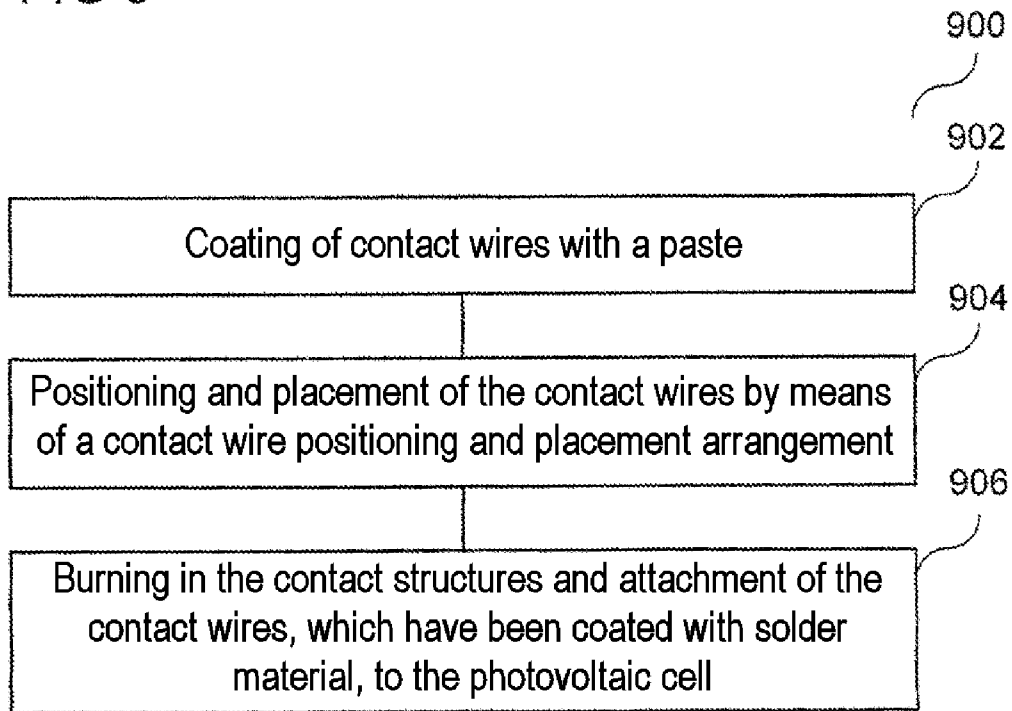 900
902
Coating of contact wires with a paste
904
Positioning and placement of the contact wires by means
of a contact wire positioning and placement arrangement
906
Burning in the contact structures and attachment of the
contact wires, which have been coated with solder
material, to the photovoltaic cell